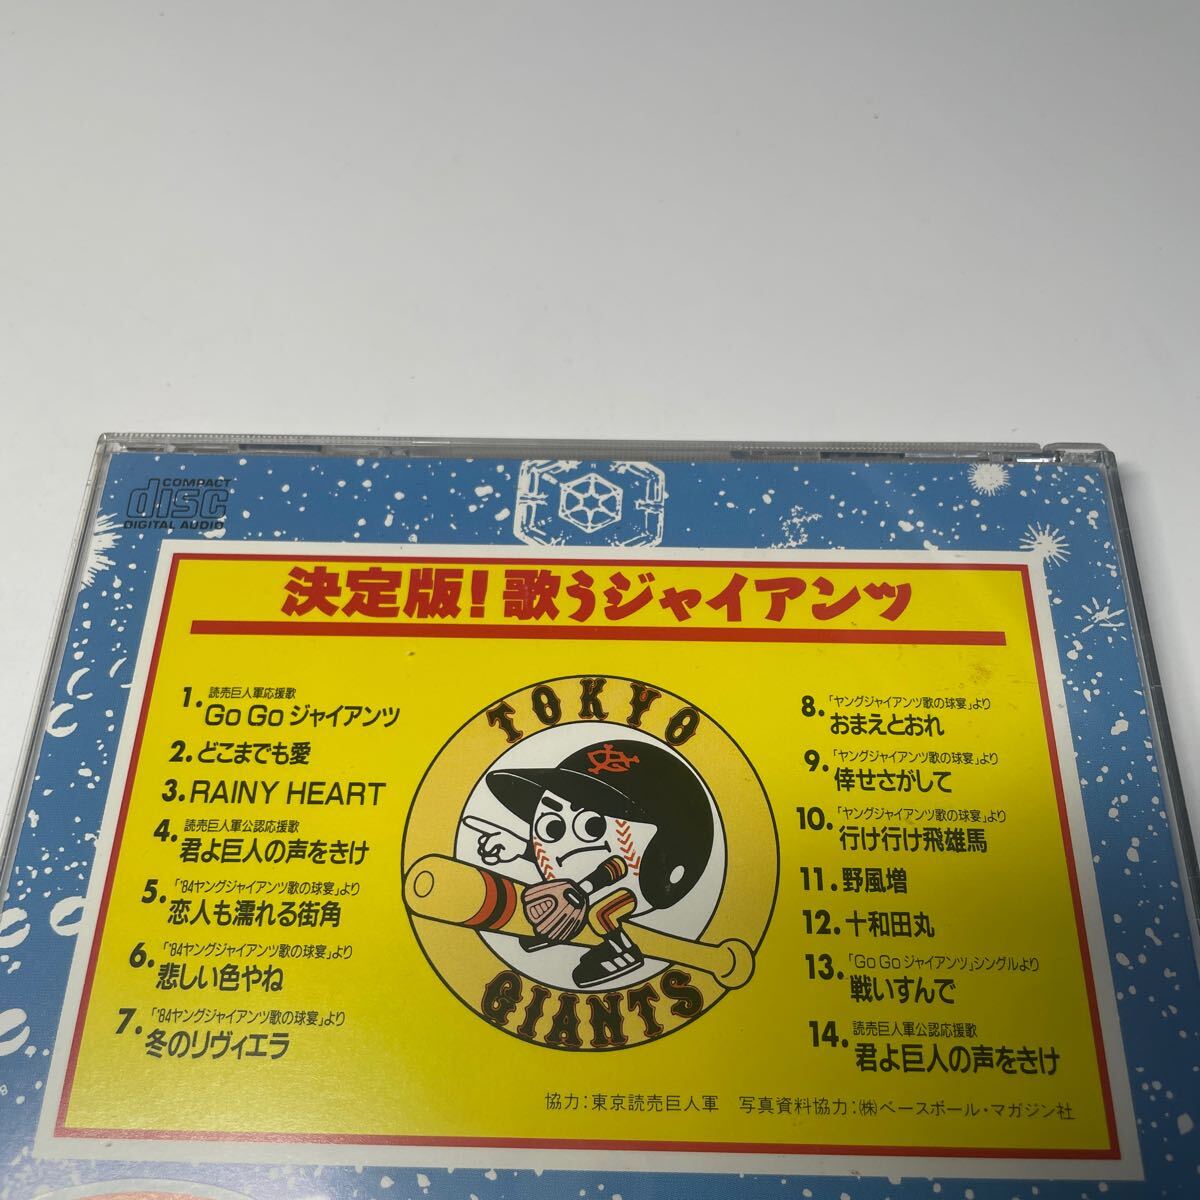 COMPACT
disc
DIGITAL AUDIO
決定版!歌うジャイアンツ
読売巨人軍応援歌
1. Go Go ジャイアンツ
2. どこまでも愛
3. RAINY HEART
読売巨人軍公認応援歌
4. 君よ巨人の声をきけ
「'84ヤングジャイアンツ歌の球宴」より
5. 恋人も濡れる街角
「'84ヤングジャイアンツ歌の球宴」より
6. 悲しい色やね
「'84ヤングジャイアンツ歌の球宴」より
7. 冬のリヴィエラ
TOKYO
GIANTS
「ヤングジャイアンツ歌の球宴」より
8. おまえとおれ
「ヤングジャイアンツ歌の球宴」より
9. 倖せさがして
「ヤングジャイアンツ歌の球宴」より
10. 行け行け飛雄馬
11. 野風増
12. 十和田丸
「Go Go ジャイアンツ」シングルより
13. 戦いすんで
読売巨人軍公認応援歌
14. 君よ巨人の声をきけ
協力:東京読売巨人軍 写真資料協力:㈱ベースボール・マガジン社